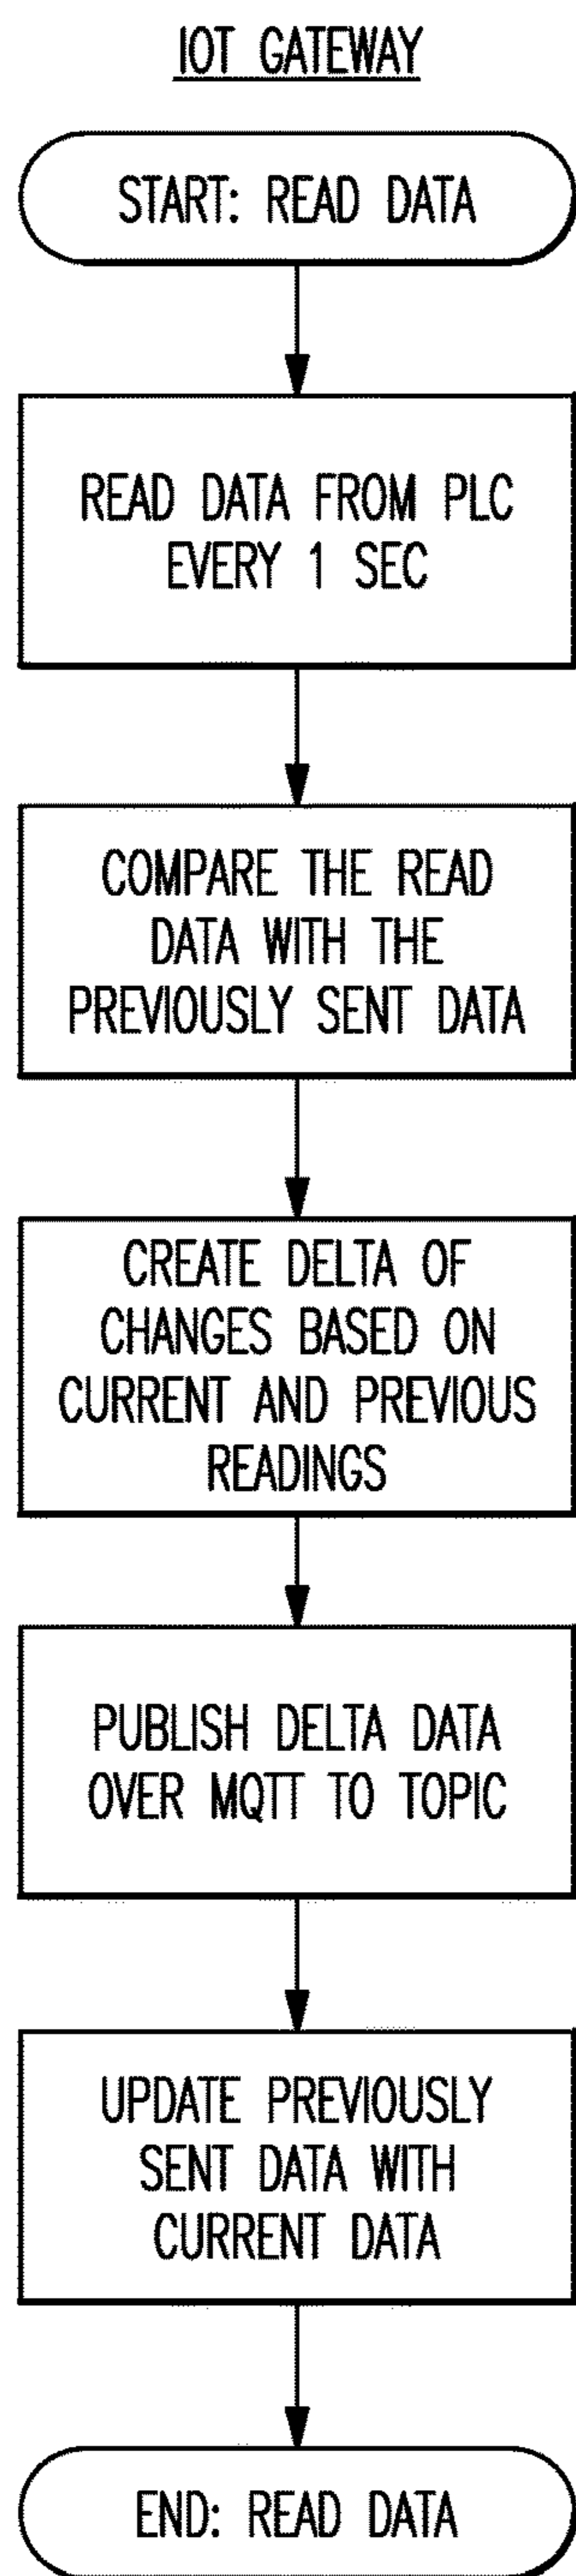 IOT GATEWAY
START: READ DATA
READ DATA FROM PLC
EVERY 1 SEC
COMPARE THE READ
DATA WITH THE
PREVIOUSLY SENT DATA
CREATE DELTA OF
CHANGES BASED ON
CURRENT AND PREVIOUS
READINGS
PUBLISH DELTA DATA
OVER MQTT TO TOPIC
UPDATE PREVIOUSLY
SENT DATA WITH
CURRENT DATA
END: READ DATA